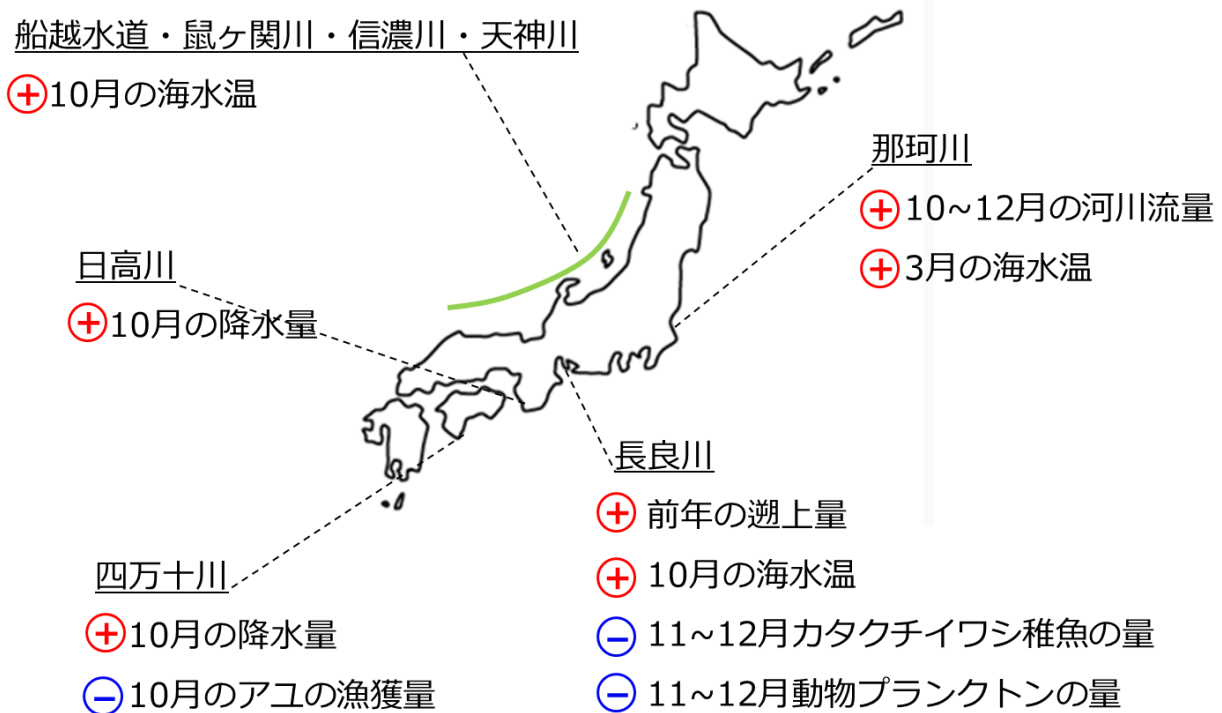 船越水道・鼠ヶ関川・信濃川・天神川
+10月の海水温
那珂川
+10~12月の河川流量
+3月の海水温
日高川
+10月の降水量
長良川
+前年の遡上量
+10月の海水温
−11~12月カタクチイワシ稚魚の量
−11~12月動物プランクトンの量
四万十川
+10月の降水量
−10月のアユの漁獲量